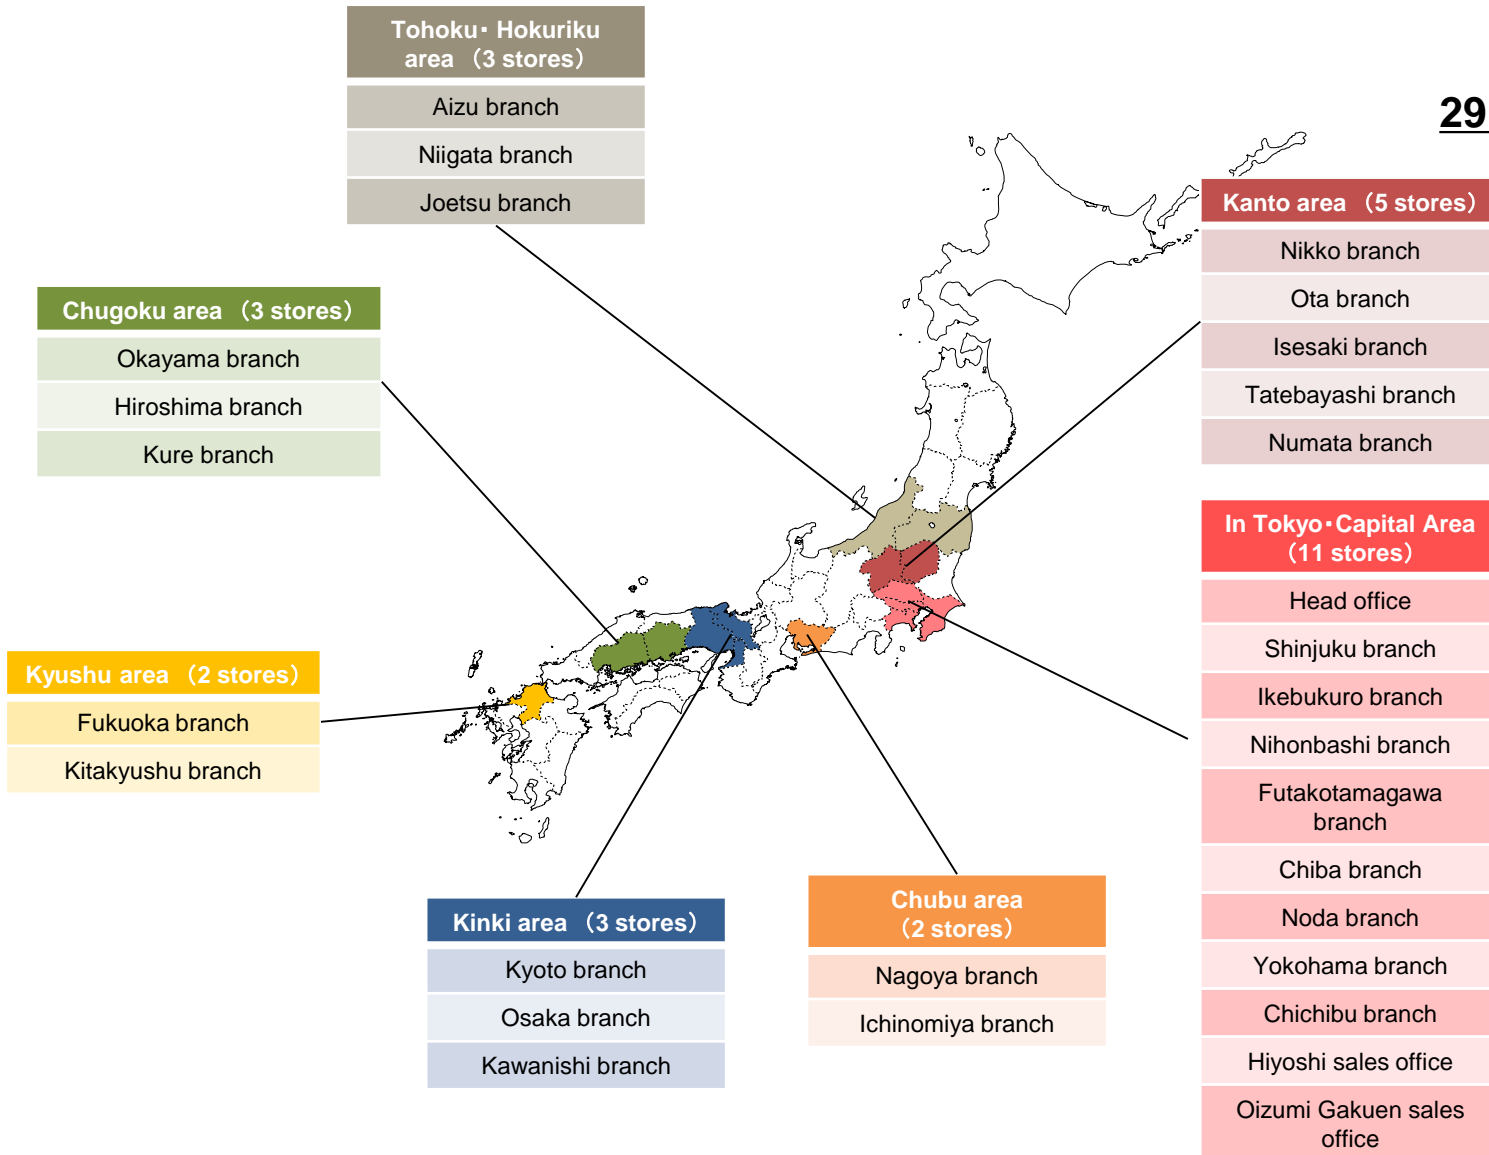 Tohoku・Hokuriku
area （3 stores）
Aizu branch
Niigata branch
Joetsu branch
29
Kanto area （5 stores）
Nikko branch
Ota branch
Isesaki branch
Tatebayashi branch
Numata branch
Chugoku area （3 stores）
Okayama branch
Hiroshima branch
Kure branch
In Tokyo・Capital Area
（11 stores）
Head office
Shinjuku branch
Ikebukuro branch
Nihonbashi branch
Futakotamagawa
branch
Chiba branch
Noda branch
Yokohama branch
Chichibu branch
Hiyoshi sales office
Oizumi Gakuen sales
office
Kyushu area （2 stores）
Fukuoka branch
Kitakyushu branch
Kinki area （3 stores）
Kyoto branch
Osaka branch
Kawanishi branch
Chubu area
（2 stores）
Nagoya branch
Ichinomiya branch